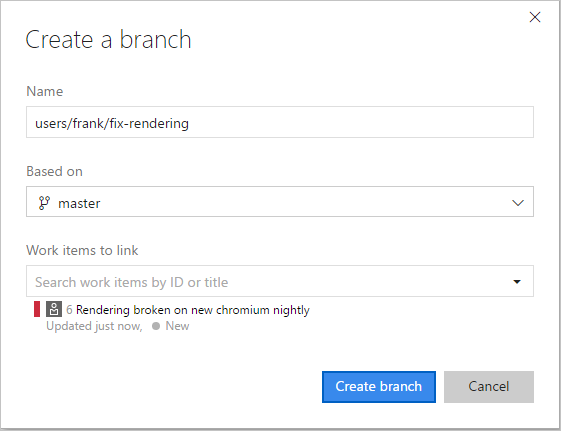 Create a branch
Name
users/frank/fix-rendering
Based on
master
Work items to link
Search work items by ID or title
6 Rendering broken on new chromium nightly
Updated just now, New
Create branch Cancel